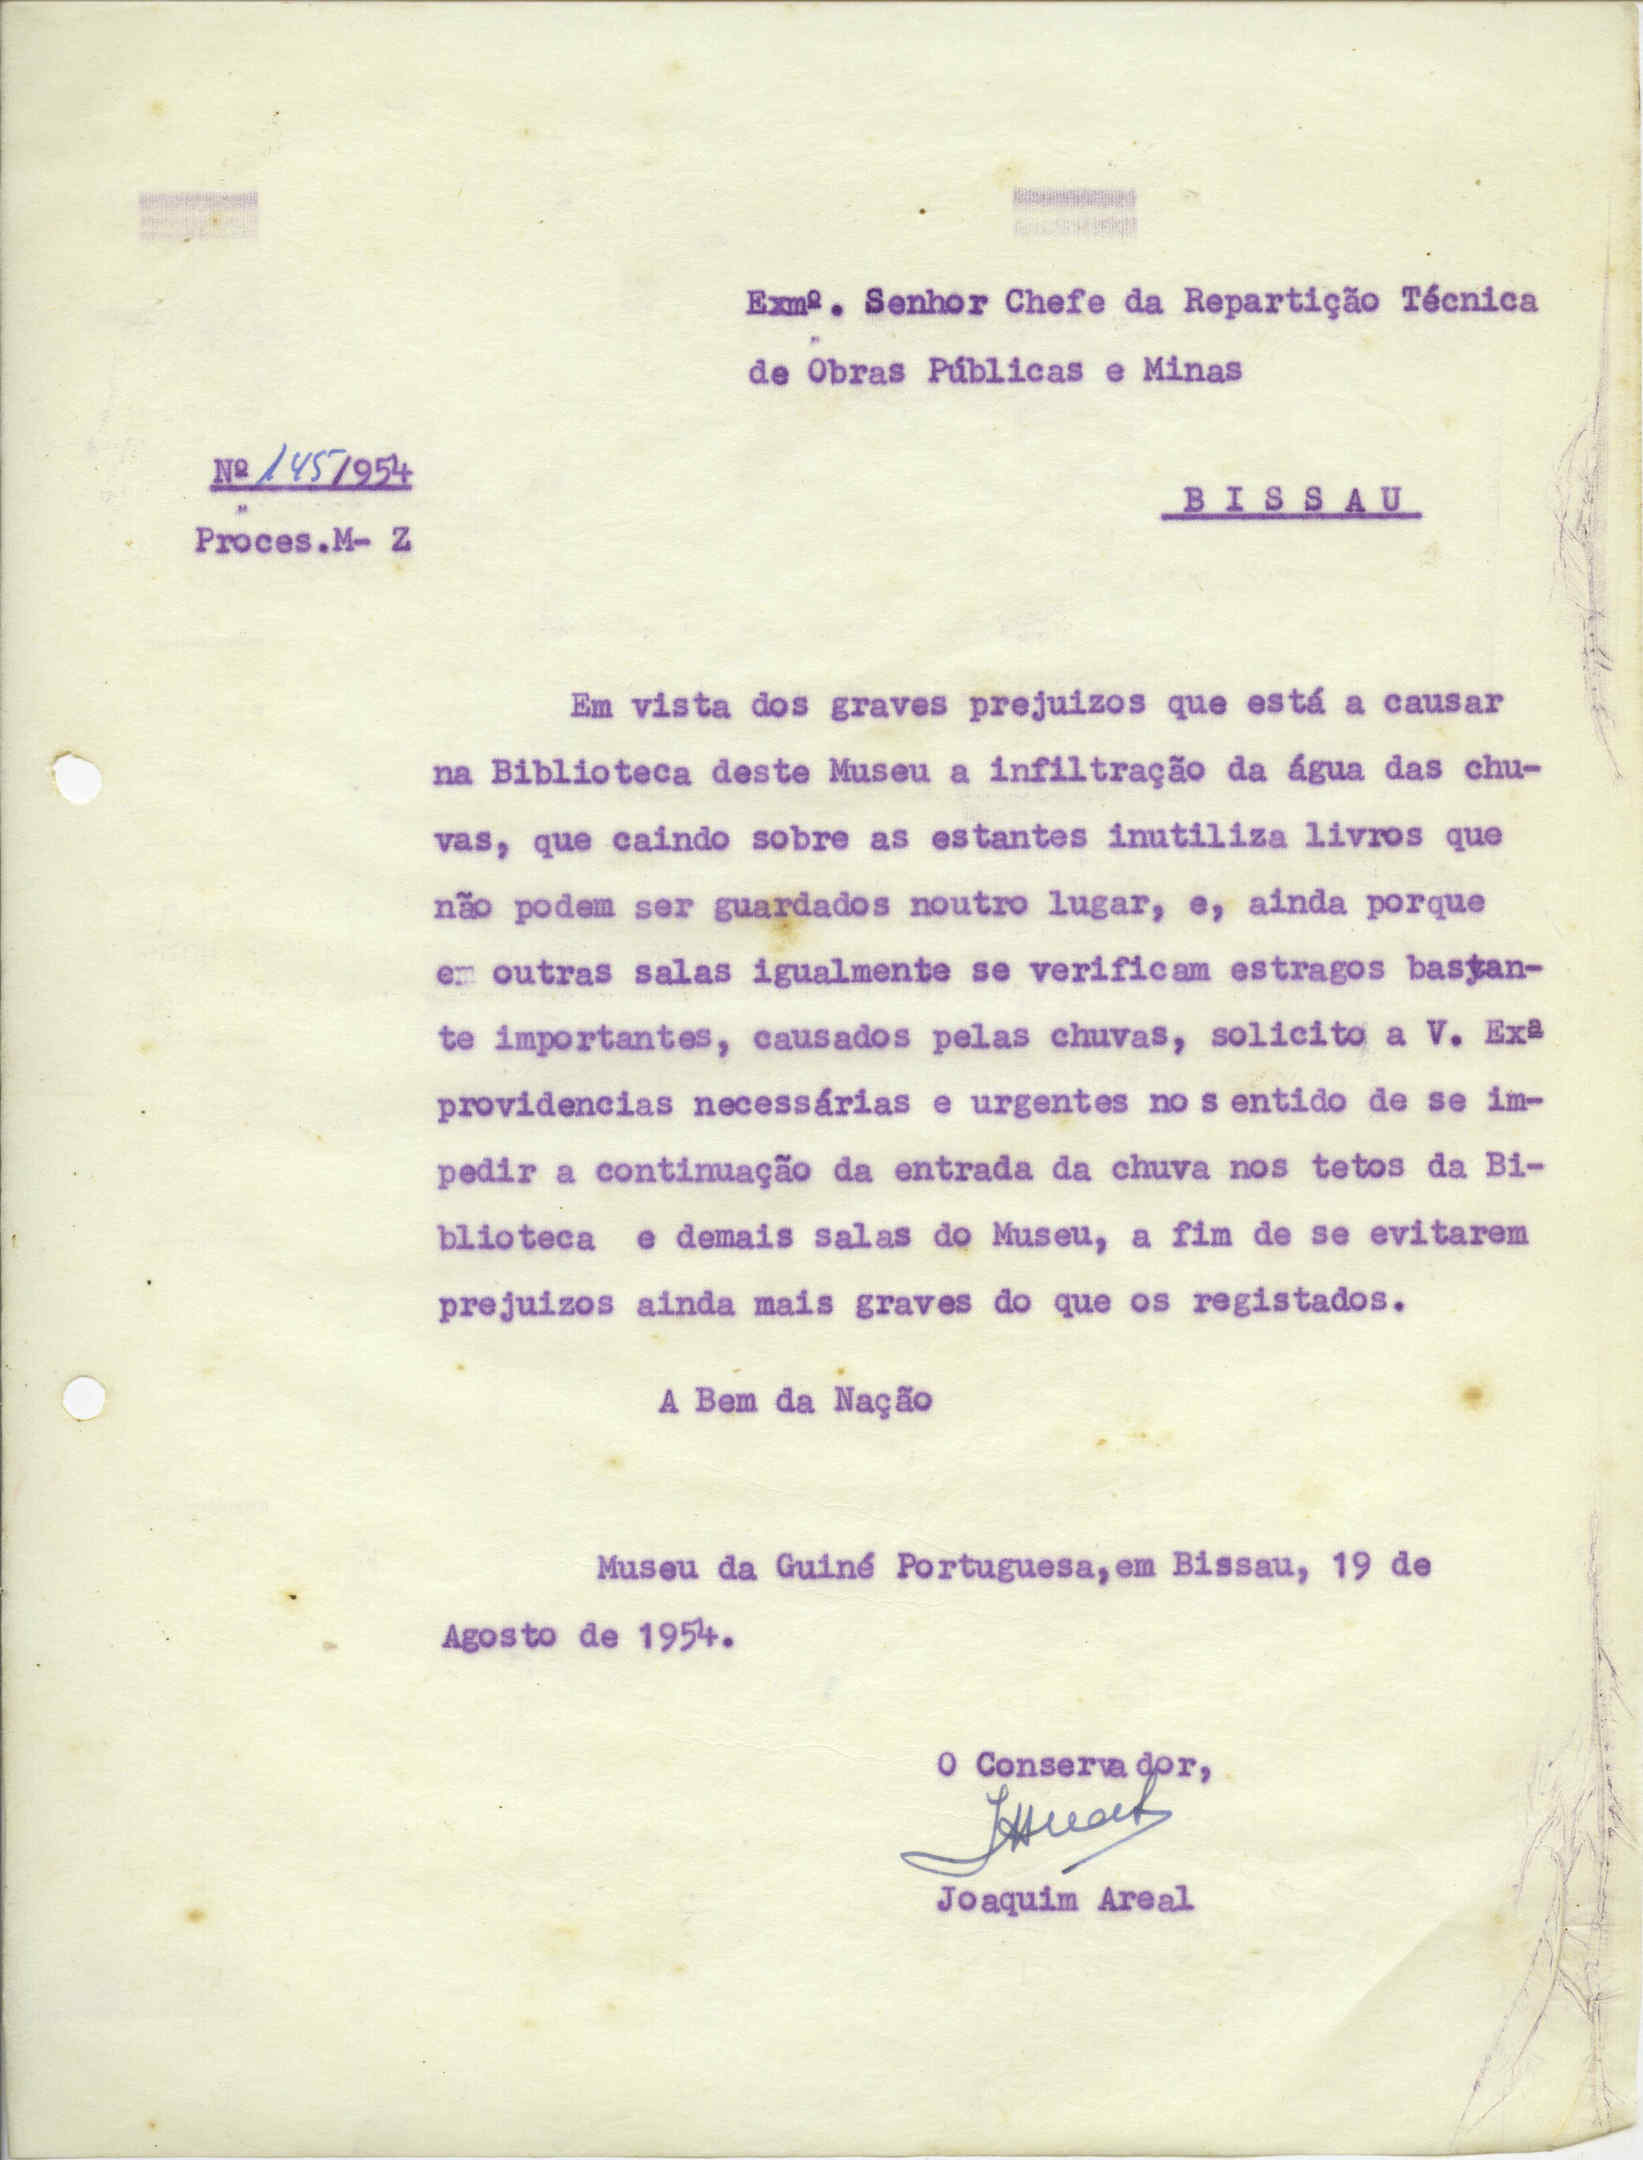 Exmº. Senhor Chefe da Repartição Técnica
de Obras Públicas e Minas
Nº 145/954
BISSAU
Proces.M- Z
Em vista dos graves prejuizos que está a causar
na Biblioteca deste Museu a infiltração da água das chu-
vas, que caindo sobre as estantes inutiliza livros que
não podem ser guardados noutro lugar, e, ainda porque
em outras salas igualmente se verificam estragos bastan-
te importantes, causados pelas chuvas, solicito a V. Exª
providencias necessárias e urgentes no sentido de se im-
pedir a continuação da entrada da chuva nos tetos da Bi-
blioteca e demais salas do Museu, a fim de se evitarem
prejuizos ainda mais graves do que os registados.
A Bem da Nação
Museu da Guiné Portuguesa,em Bissau, 19 de
Agosto de 1954.
O Conservador,
Joaquim Areal